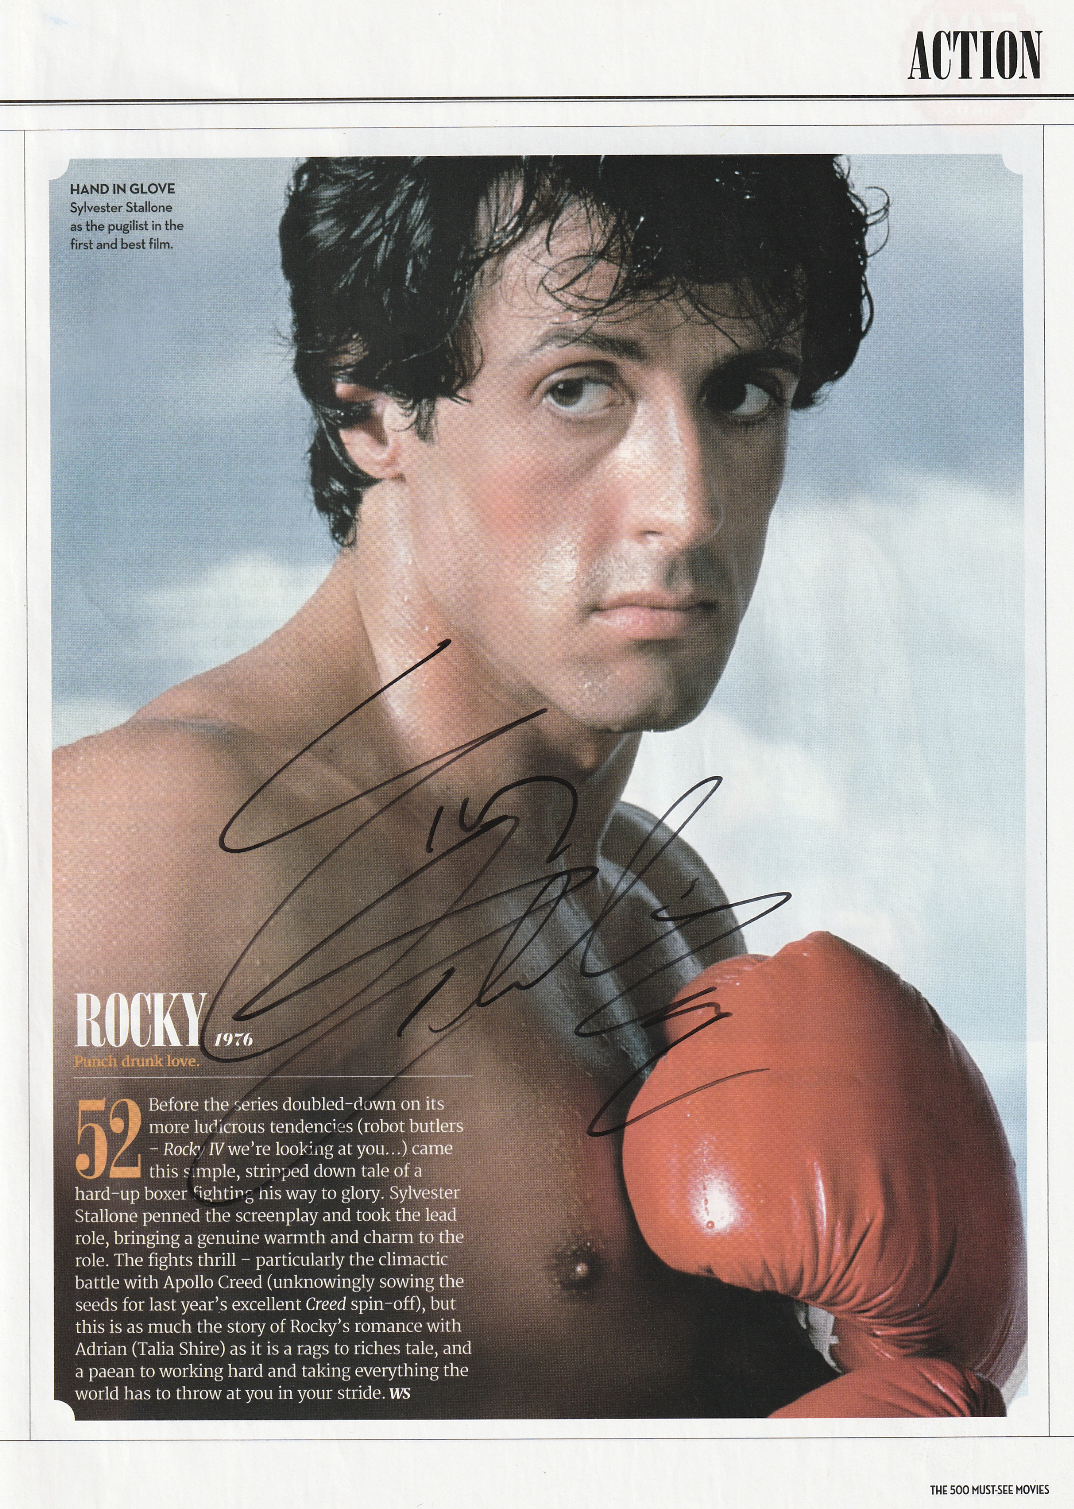 ACTION
HAND IN GLOVE
Sylvester Stallone
as the pugilist in the
first and best film.
ROCKY 1976
Punch drunk love.
52 Before the series doubled-down on its
more ludicrous tendencies (robot butlers
– Rocky IV we're looking at you...) came
this simple, stripped down tale of a
hard-up boxer fighting his way to glory. Sylvester
Stallone penned the screenplay and took the lead
role, bringing a genuine warmth and charm to the
role. The fights thrill – particularly the climactic
battle with Apollo Creed (unknowingly sowing the
seeds for last year's excellent Creed spin-off), but
this is as much the story of Rocky's romance with
Adrian (Talia Shire) as it is a rags to riches tale, and
a paean to working hard and taking everything the
world has to throw at you in your stride. WS
THE 500 MUST-SEE MOVIES